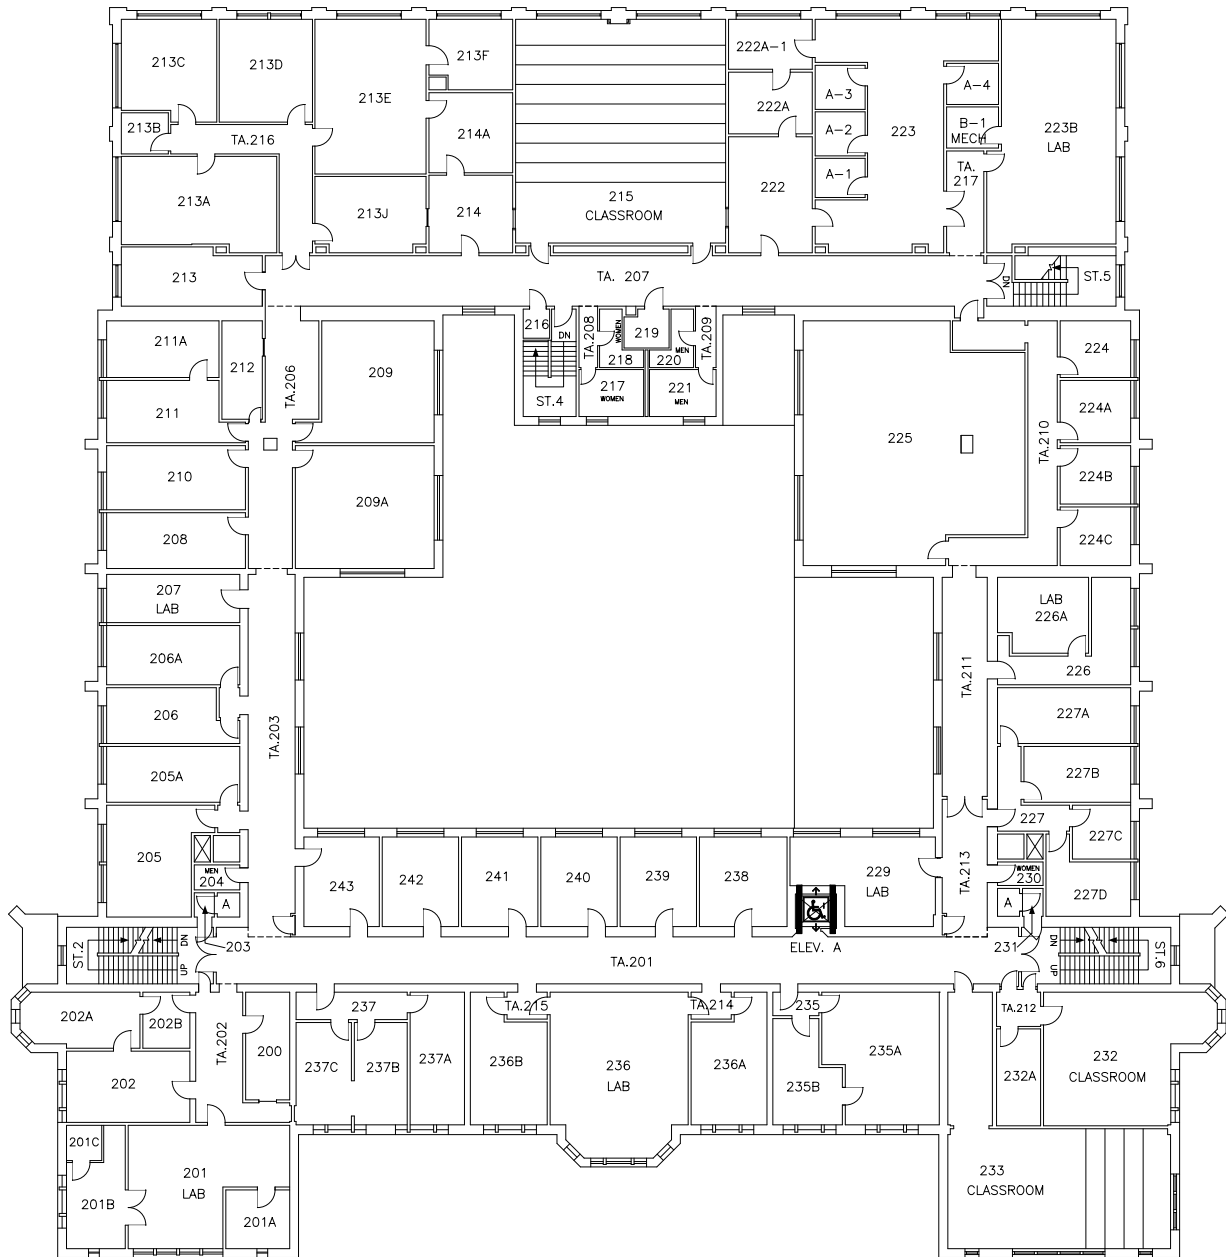 213C
213D
213E
213F
222A-1
A-4
A-3
213B
TA.216
214A
222A
A-2
223
B-1
MECH
223B
LAB
A-1
TA.
217
213A
213J
214
215
CLASSROOM
222
213
TA. 207
DN
ST.5
211A
212
TA.206
209
216
DN
ST.4
TA.208
WOMEN
218
219
MEN
220
TA.209
217
WOMEN
221
MEN
224
211
224A
225
TA.210
210
209A
224B
208
224C
207
LAB
LAB
226A
206A
TA.211
226
206
TA.203
227A
205A
227B
227
227C
205
MEN
204
A
243
242
241
240
239
238
229
LAB
TA.213
WOMEN
230
A
227D
ST.2
DN
UP
203
TA.201
ELEV. A
231
DN
UP
ST.6
202A
202B
TA.202
200
237
237C
237B
237A
TA.215
236B
236
LAB
TA.214
236A
235
235B
235A
TA.212
232A
232
CLASSROOM
202
201C
201B
201
LAB
201A
233
CLASSROOM